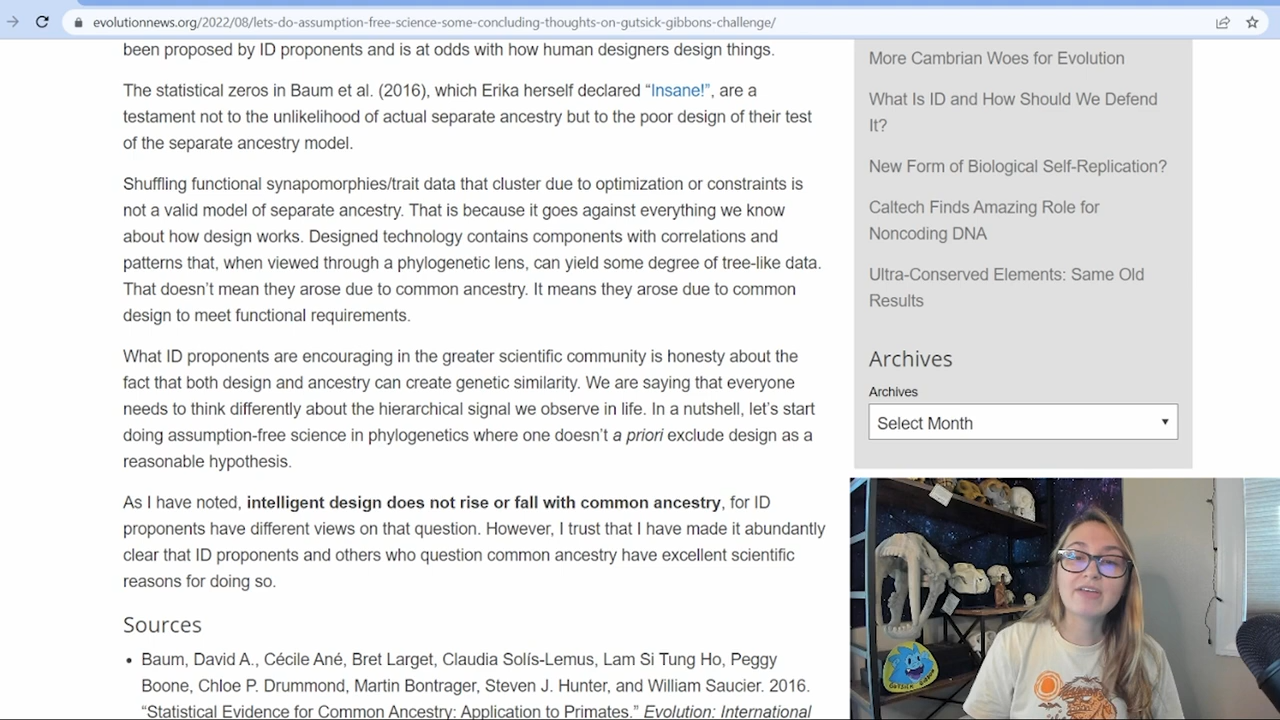 evolutionnews.org/2022/08/lets-do-assumption-free-science-some-concluding-thoughts-on-gutsick-gibbons-challenge/
been proposed by ID proponents and is at odds with how human designers design things.
The statistical zeros in Baum et al. (2016), which Erika herself declared “Insane!”, are a
testament not to the unlikelihood of actual separate ancestry but to the poor design of their test
of the separate ancestry model.
Shuffling functional synapomorphies/trait data that cluster due to optimization or constraints is
not a valid model of separate ancestry. That is because it goes against everything we know
about how design works. Designed technology contains components with correlations and
patterns that, when viewed through a phylogenetic lens, can yield some degree of tree-like data.
That doesn’t mean they arose due to common ancestry. It means they arose due to common
design to meet functional requirements.
What ID proponents are encouraging in the greater scientific community is honesty about the
fact that both design and ancestry can create genetic similarity. We are saying that everyone
needs to think differently about the hierarchical signal we observe in life. In a nutshell, let’s start
doing assumption-free science in phylogenetics where one doesn’t a priori exclude design as a
reasonable hypothesis.
As I have noted, intelligent design does not rise or fall with common ancestry, for ID
proponents have different views on that question. However, I trust that I have made it abundantly
clear that ID proponents and others who question common ancestry have excellent scientific
reasons for doing so.
Sources
• Baum, David A., Cécile Ané, Bret Larget, Claudia Solís-Lemus, Lam Si Tung Ho, Peggy
Boone, Chloe P. Drummond, Martin Bontrager, Steven J. Hunter, and William Saucier. 2016.
“Statistical Evidence for Common Ancestry: Application to Primates.” Evolution: International
More Cambrian Woes for Evolution
What Is ID and How Should We Defend
It?
New Form of Biological Self-Replication?
Caltech Finds Amazing Role for
Noncoding DNA
Ultra-Conserved Elements: Same Old
Results
Archives
Archives
Select Month
GUTSICK GIBBON